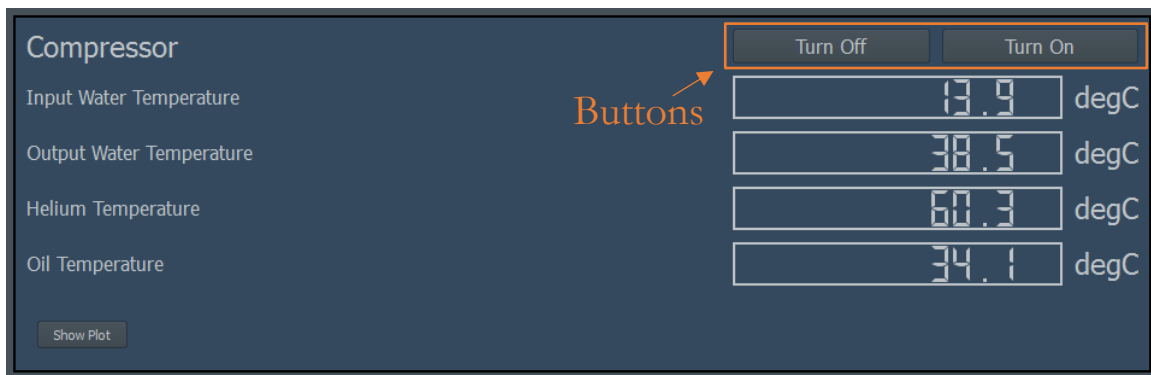 Compressor Turn Off Turn On
Input Water Temperature 13.9 degC
Buttons
Output Water Temperature 38.5 degC
Helium Temperature 60.3 degC
Oil Temperature 34.1 degC
Show Plot